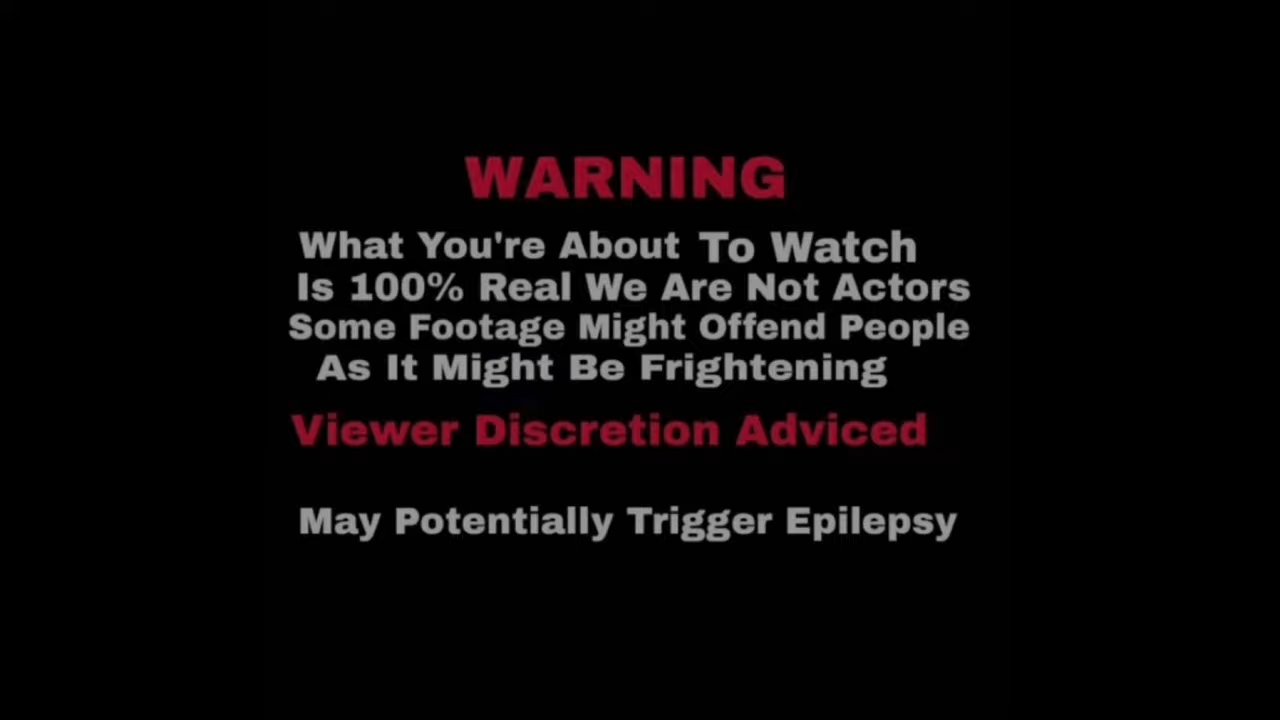 WARNING
What You're About To Watch
Is 100% Real We Are Not Actors
Some Footage Might Offend People
As It Might Be Frightening
Viewer Discretion Adviced
May Potentially Trigger Epilepsy